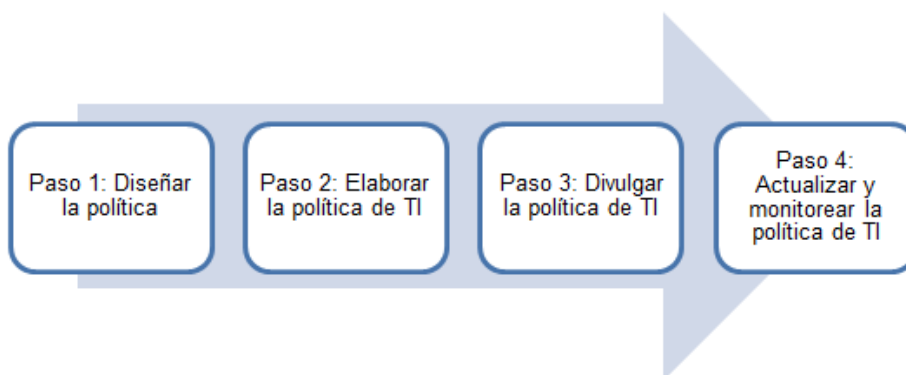 Paso 1: Diseñar
la política
Paso 2: Elaborar
la política de TI
Paso 3: Divulgar
la política de TI
Paso 4:
Actualizar y
monitorear la
política de TI